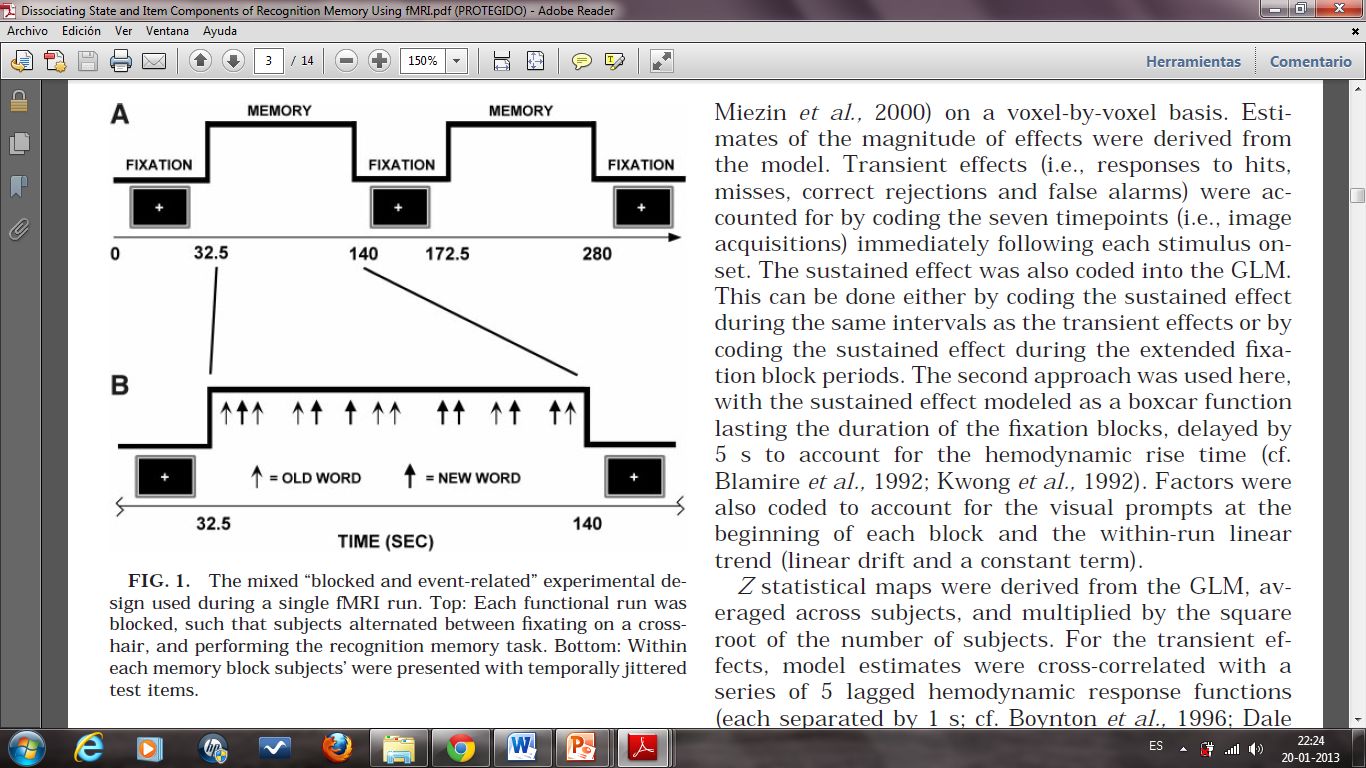 Dissociating State and Item Components of Recognition Memory Using fMRI.pdf (PROTEGIDO) - Adobe Reader
Archivo Edición Ver Ventana Ayuda
3 / 14 150% Herramientas Comentario
A
MEMORY MEMORY
FIXATION FIXATION FIXATION
0 32.5 140 172.5 280
B
= OLD WORD = NEW WORD
32.5 140
TIME (SEC)
FIG. 1. The mixed “blocked and event-related” experimental de-
sign used during a single fMRI run. Top: Each functional run was
blocked, such that subjects alternated between fixating on a cross-
hair, and performing the recognition memory task. Bottom: Within
each memory block subjects’ were presented with temporally jittered
test items.
Miezin et al., 2000) on a voxel-by-voxel basis. Esti-
mates of the magnitude of effects were derived from
the model. Transient effects (i.e., responses to hits,
misses, correct rejections and false alarms) were ac-
counted for by coding the seven timepoints (i.e., image
acquisitions) immediately following each stimulus on-
set. The sustained effect was also coded into the GLM.
This can be done either by coding the sustained effect
during the same intervals as the transient effects or by
coding the sustained effect during the extended fixa-
tion block periods. The second approach was used here,
with the sustained effect modeled as a boxcar function
lasting the duration of the fixation blocks, delayed by
5 s to account for the hemodynamic rise time (cf.
Blamire et al., 1992; Kwong et al., 1992). Factors were
also coded to account for the visual prompts at the
beginning of each block and the within-run linear
trend (linear drift and a constant term).
Z statistical maps were derived from the GLM, av-
eraged across subjects, and multiplied by the square
root of the number of subjects. For the transient ef-
fects, model estimates were cross-correlated with a
series of 5 lagged hemodynamic response functions
(each separated by 1 s; cf. Boynton et al., 1996; Dale
ES
22:24
20-01-2013